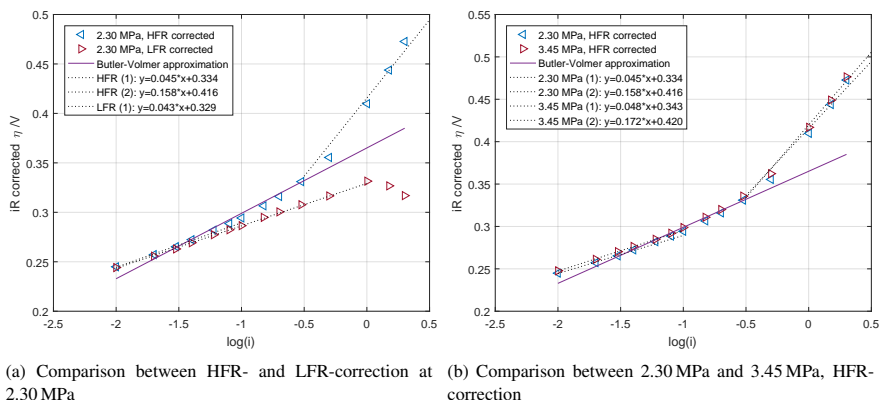 0.5
0.45
0.4
0.35
0.3
0.25
0.2
iR corrected η /V
-2.5 -2 -1.5 -1 -0.5 0 0.5
log(i)
2.30 MPa, HFR corrected
2.30 MPa, LFR corrected
Butler-Volmer approximation
HFR (1): y=0.045*x+0.334
HFR (2): y=0.158*x+0.416
LFR (1): y=0.043*x+0.329
(a) Comparison between HFR- and LFR-correction at
2.30 MPa
0.55
0.5
0.45
0.4
0.35
0.3
0.25
0.2
iR corrected η /V
-2.5 -2 -1.5 -1 -0.5 0 0.5
log(i)
2.30 MPa, HFR corrected
3.45 MPa, HFR corrected
Butler-Volmer approximation
2.30 MPa (1): y=0.045*x+0.334
2.30 MPa (2): y=0.158*x+0.416
3.45 MPa (1): y=0.048*x+0.343
3.45 MPa (2): y=0.172*x+0.420
(b) Comparison between 2.30 MPa and 3.45 MPa, HFR-
correction